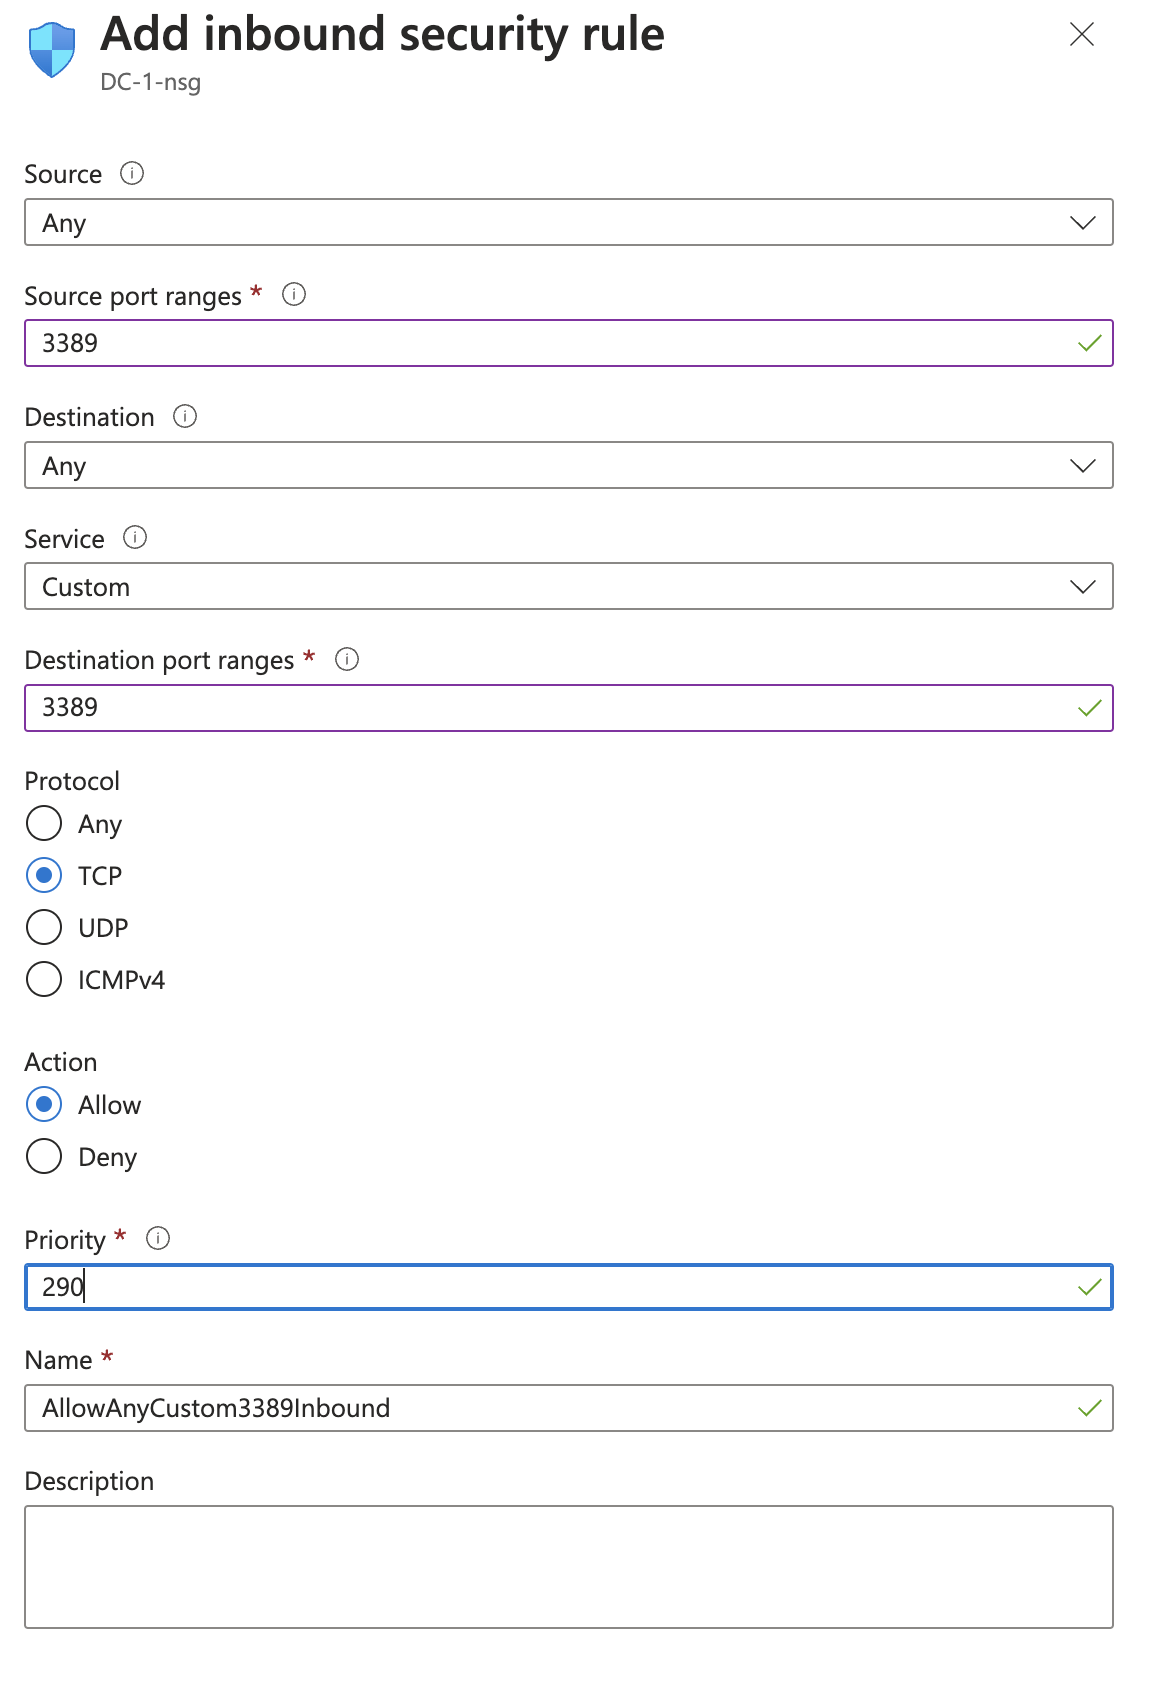 Add inbound security rule
DC-1-nsg
Source
Any
Source port ranges *
3389
Destination
Any
Service
Custom
Destination port ranges *
3389
Protocol
Any
TCP
UDP
ICMPv4
Action
Allow
Deny
Priority *
290
Name *
AllowAnyCustom3389Inbound
Description